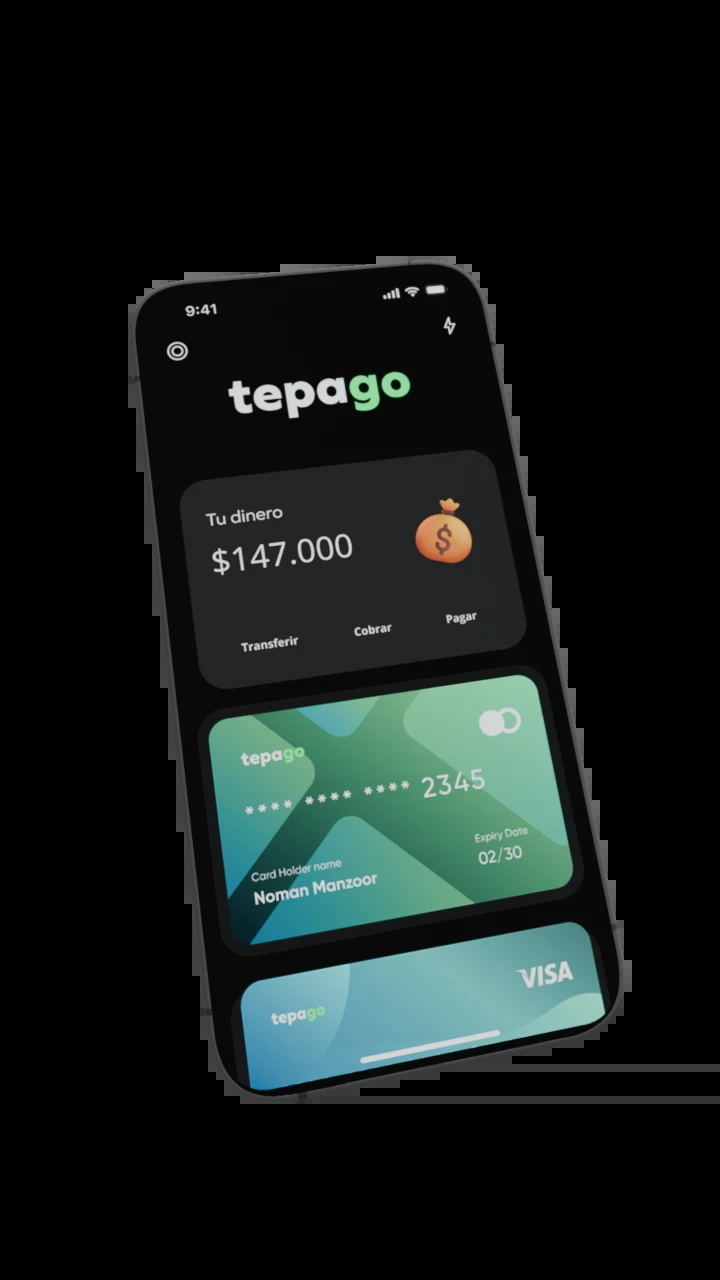 9:41
tepago
Tu dinero
$147.000
Transferir Cobrar Pagar
tepago
**** **** **** 2345
Card Holder name
Noman Manzoor
Expiry Date
02/30
tepago
VISA